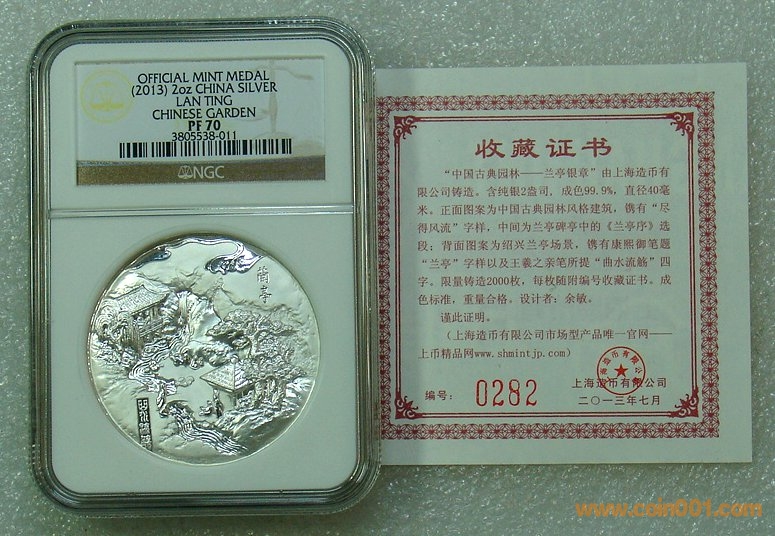 OFFICIAL MINT MEDAL
(2013) 2oz CHINA SILVER
LAN TING
CHINESE GARDEN
PF 70
3805538-011
NGC
兰亭
收藏证书
“中国古典园林——兰亭银章”由上海造币有
限公司铸造。含纯银2盎司，成色99.9%，直径40毫
米。正面图案为中国古典园林风格建筑，镌有“尽
得风流”字样，中间为兰亭碑亭中的《兰亭序》选
段；背面图案为绍兴兰亭场景，镌有康熙御笔题
“兰亭”字样以及王羲之亲笔所提“曲水流觞”四
字。限量铸造2000枚，每枚随附编号收藏证书。成
色标准，重量合格。设计者：余敏。
谨此证明。
（上海造币有限公司市场型产品唯一官网——
上币精品网www.shmintjp.com）
编号：
0282
上海造币有限公司
二〇一三年七月
www.coin001.com